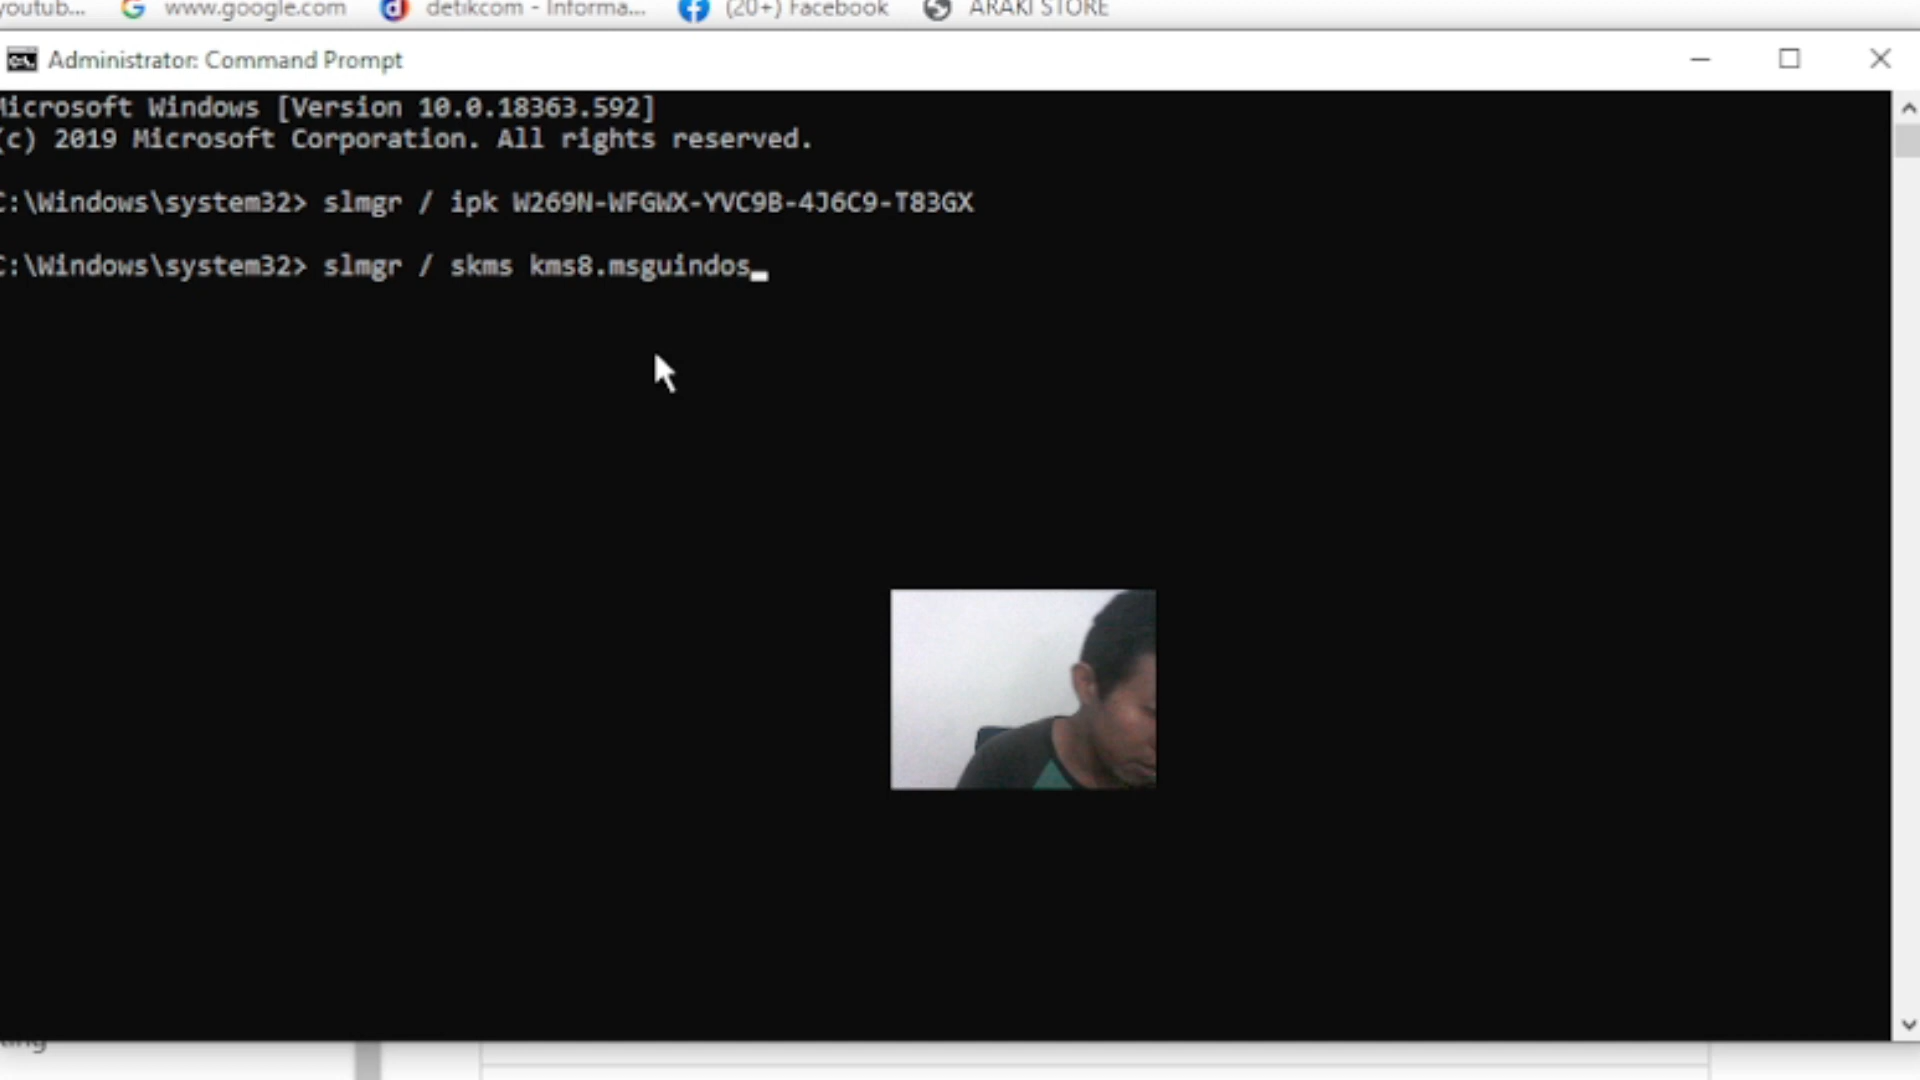 youtub... www.google.com detikcom - Informa... (20+) Facebook ARAKI STORE
Administrator: Command Prompt
Microsoft Windows [Version 10.0.18363.592]
(c) 2019 Microsoft Corporation. All rights reserved.
C:\Windows\system32> slmgr / ipk W269N-WFGWX-YVC9B-4J6C9-T83GX
C:\Windows\system32> slmgr / skms kms8.msguindos_